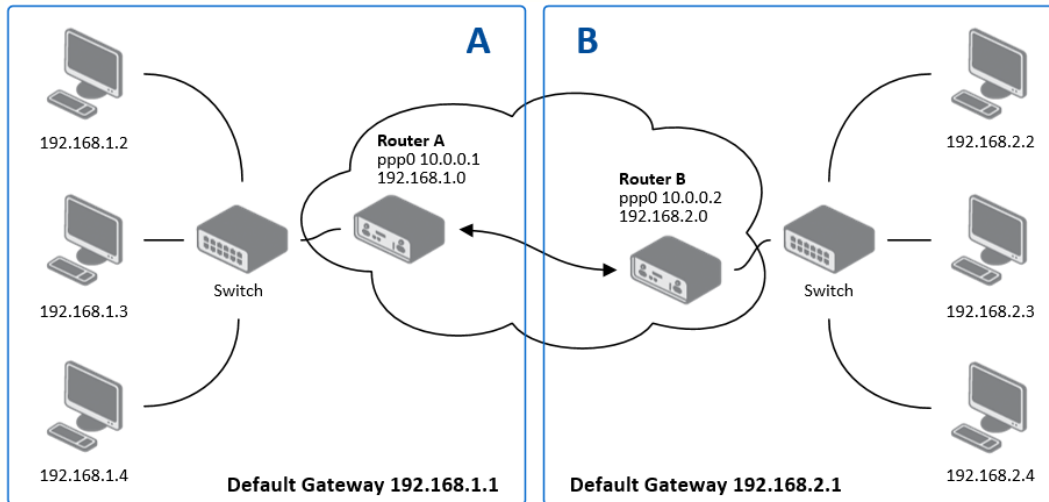 A
B
192.168.1.2
Router A
ppp0 10.0.0.1
192.168.1.0
192.168.2.2
Router B
ppp0 10.0.0.2
192.168.2.0
Switch
Switch
192.168.1.3
192.168.2.3
192.168.1.4
Default Gateway 192.168.1.1
Default Gateway 192.168.2.1
192.168.2.4